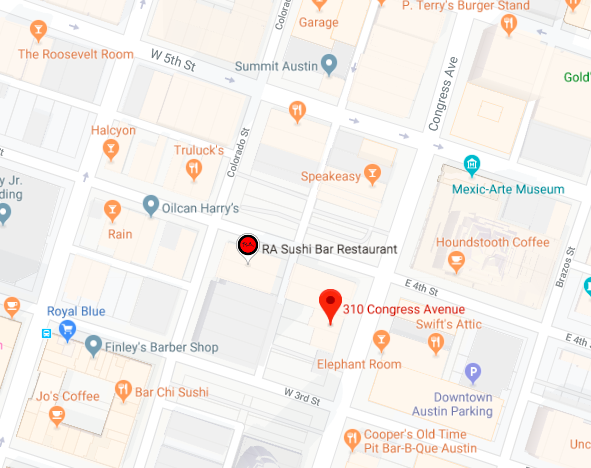 P. Terry's Burger Stand
Colorado
Garage
The Roosevelt Room
W 5th St
Summit Austin
Congress Ave
Gold'
Halcyon
Truluck's
Colorado St
Speakeasy
Mexic-Arte Museum
y Jr.
ding
Oilcan Harry's
Rain
RA Sushi Bar Restaurant
Houndstooth Coffee
Brazos St
E 4th St
310 Congress Avenue
Royal Blue
Swift's Attic
E 4th St
Finley's Barber Shop
Elephant Room
Bar Chi Sushi
Jo's Coffee
W 3rd St
Downtown
Austin Parking
Cooper's Old Time
Pit Bar-B-Que Austin
Unc